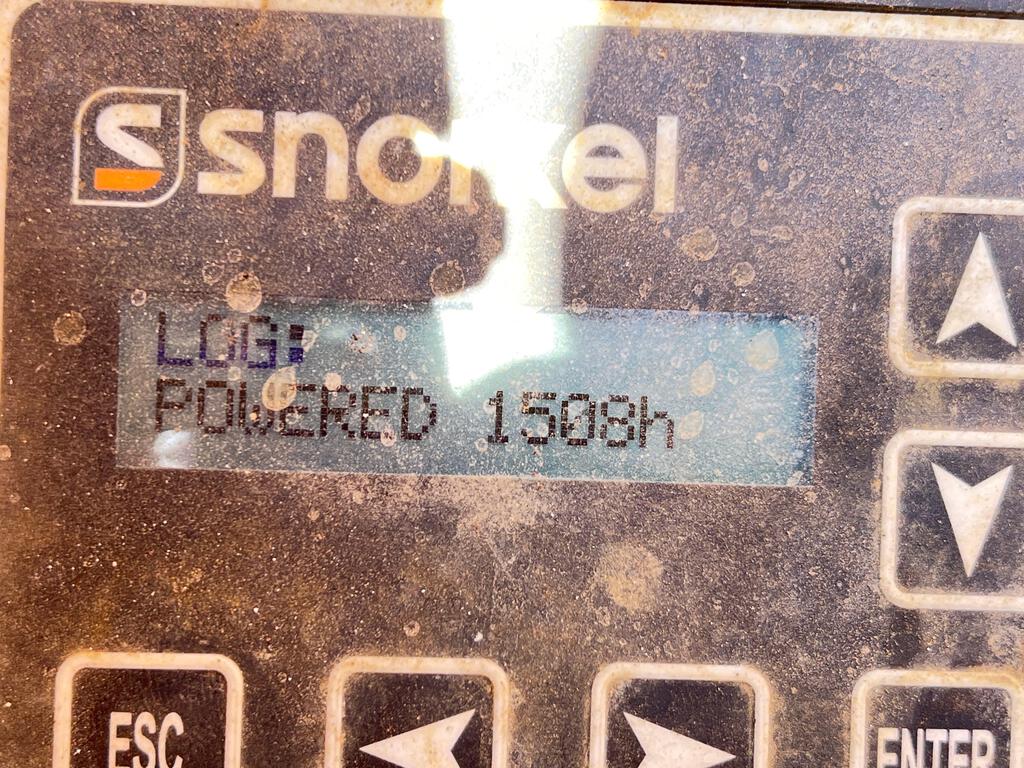 snorkel
LOG:
POWERED 1508h
ESC
ENTER